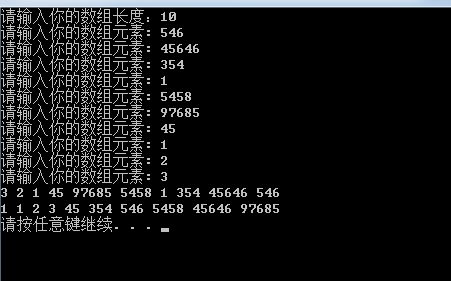 请输入你的数组长度：10
请输入你的数组元素：546
请输入你的数组元素：45646
请输入你的数组元素：354
请输入你的数组元素：1
请输入你的数组元素：5458
请输入你的数组元素：97685
请输入你的数组元素：45
请输入你的数组元素：1
请输入你的数组元素：2
请输入你的数组元素：3
3 2 1 45 97685 5458 1 354 45646 546
1 1 2 3 45 354 546 5458 45646 97685
请按任意键继续. . .